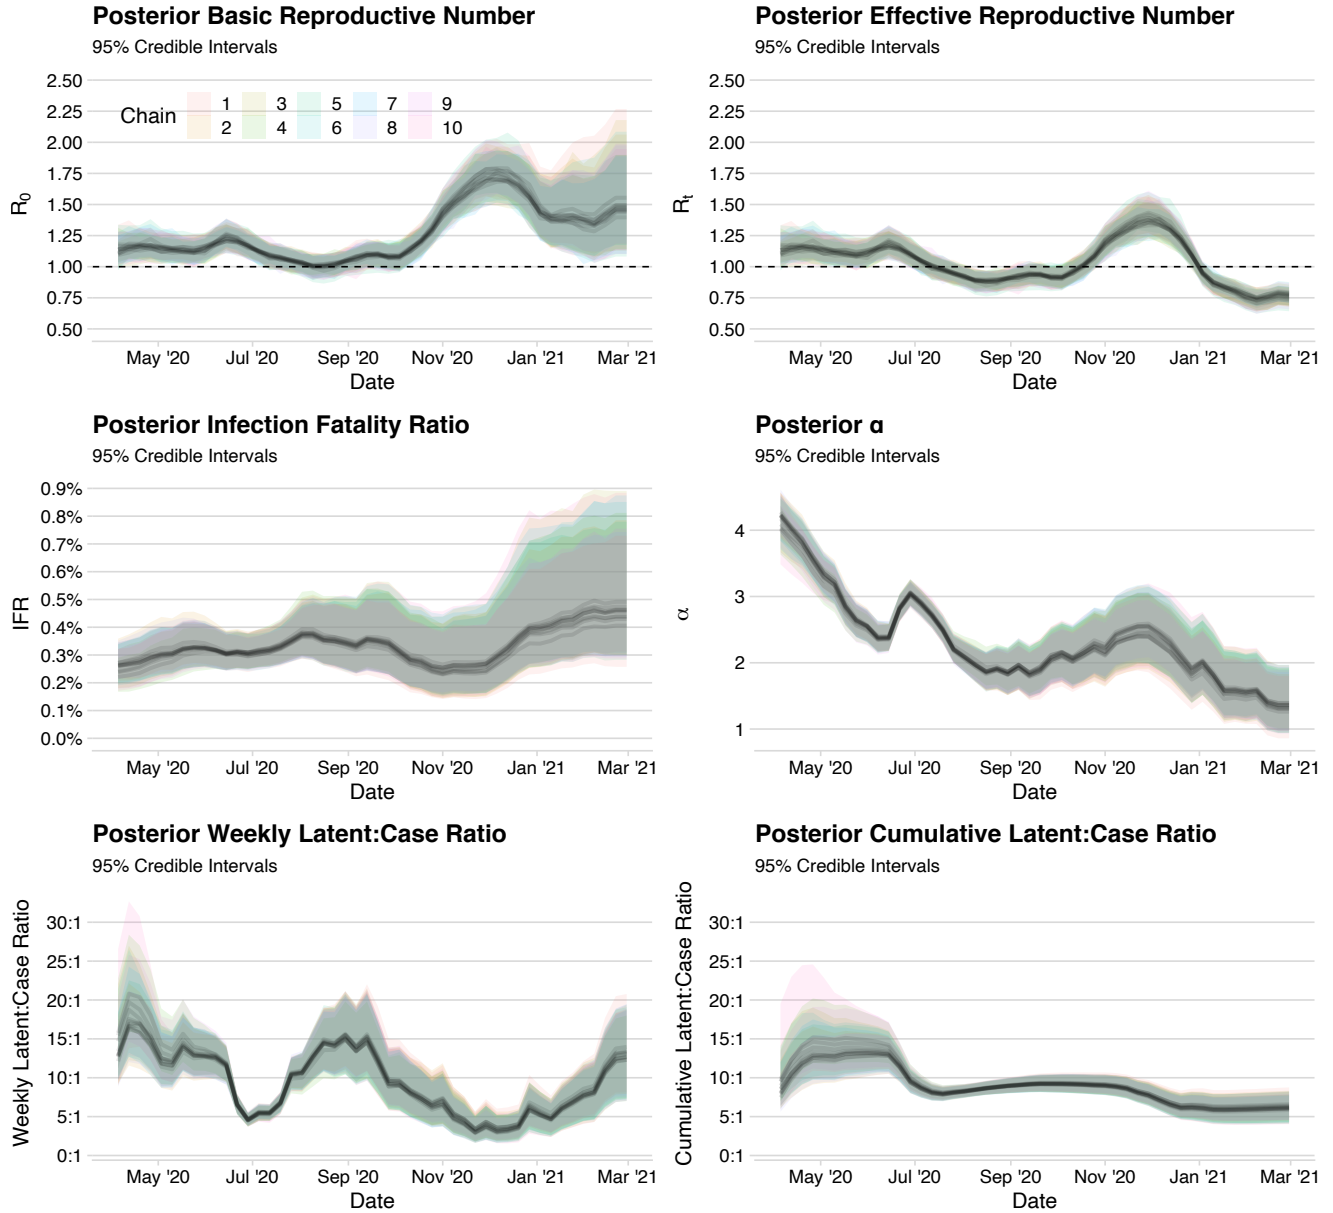 Posterior Basic Reproductive Number
95% Credible Intervals
R0
2.50
2.25
2.00
1.75
1.50
1.25
1.00
0.75
0.50
Chain
1 3 5 7 9
2 4 6 8 10
May '20 Jul '20 Sep '20 Nov '20 Jan '21 Mar '21
Date
Posterior Effective Reproductive Number
95% Credible Intervals
Rt
2.50
2.25
2.00
1.75
1.50
1.25
1.00
0.75
0.50
May '20 Jul '20 Sep '20 Nov '20 Jan '21 Mar '21
Date
Posterior Infection Fatality Ratio
95% Credible Intervals
IFR
0.9%
0.8%
0.7%
0.6%
0.5%
0.4%
0.3%
0.2%
0.1%
0.0%
May '20 Jul '20 Sep '20 Nov '20 Jan '21 Mar '21
Date
Posterior α
95% Credible Intervals
α
4
3
2
1
May '20 Jul '20 Sep '20 Nov '20 Jan '21 Mar '21
Date
Posterior Weekly Latent:Case Ratio
95% Credible Intervals
Weekly Latent:Case Ratio
30:1
25:1
20:1
15:1
10:1
5:1
0:1
May '20 Jul '20 Sep '20 Nov '20 Jan '21 Mar '21
Date
Posterior Cumulative Latent:Case Ratio
95% Credible Intervals
Cumulative Latent:Case Ratio
30:1
25:1
20:1
15:1
10:1
5:1
0:1
May '20 Jul '20 Sep '20 Nov '20 Jan '21 Mar '21
Date